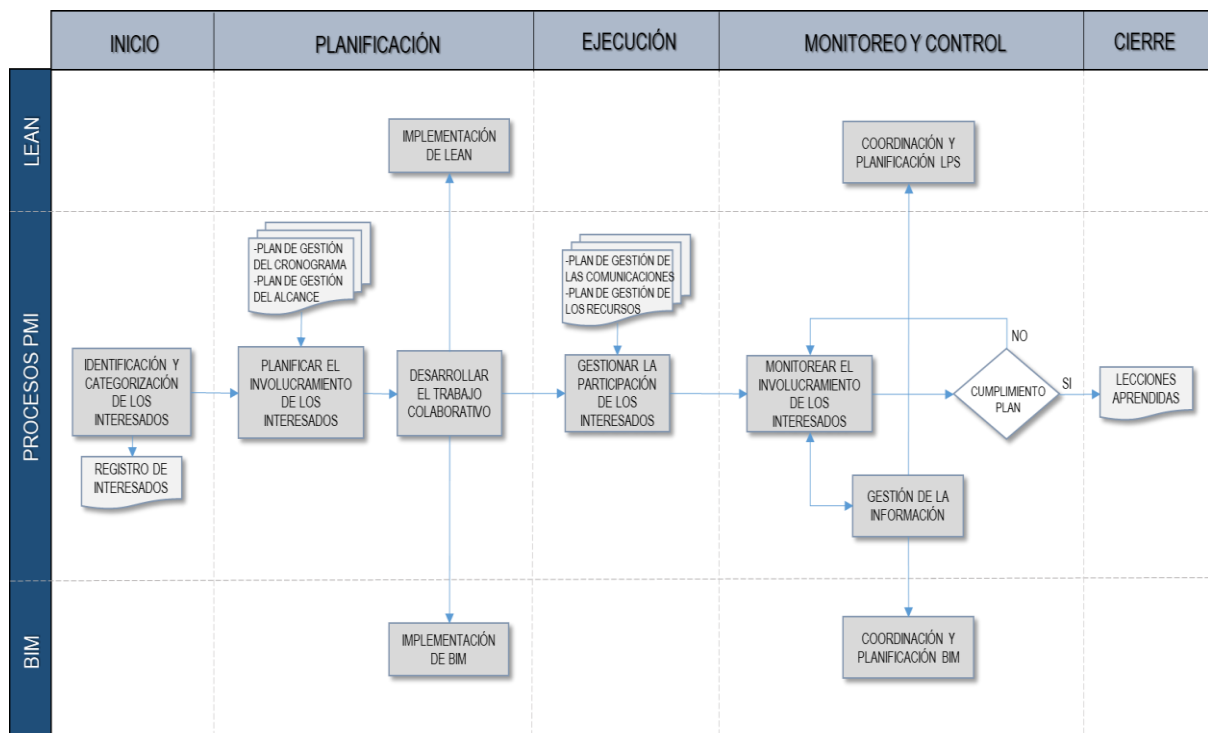 INICIO
PLANIFICACIÓN
EJECUCIÓN
MONITOREO Y CONTROL
CIERRE
LEAN
IMPLEMENTACIÓN
DE LEAN
COORDINACIÓN Y
PLANIFICACIÓN LPS
PROCESOS PMI
-PLAN DE GESTIÓN
DEL CRONOGRAMA
-PLAN DE GESTIÓN
DEL ALCANCE
-PLAN DE GESTIÓN DE
LAS COMUNICACIONES
-PLAN DE GESTIÓN DE
LOS RECURSOS
IDENTIFICACIÓN Y
CATEGORIZACIÓN
DE LOS
INTERESADOS
PLANIFICAR EL
INVOLUCRAMIENTO
DE LOS
INTERESADOS
DESARROLLAR
EL TRABAJO
COLABORATIVO
GESTIONAR LA
PARTICIPACIÓN
DE LOS
INTERESADOS
MONITOREAR EL
INVOLUCRAMIENTO
DE LOS
INTERESADOS
NO
CUMPLIMIENTO
PLAN
SI
LECCIONES
APRENDIDAS
REGISTRO DE
INTERESADOS
GESTIÓN DE LA
INFORMACIÓN
BIM
IMPLEMENTACIÓN
DE BIM
COORDINACIÓN Y
PLANIFICACIÓN BIM